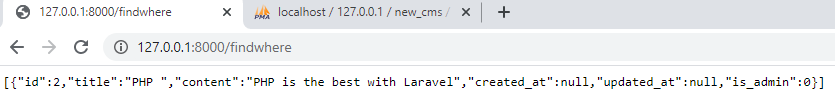 127.0.0.1:8000/findwhere
PMA
localhost / 127.0.0.1 / new_cms /
127.0.0.1:8000/findwhere
[{"id":2,"title":"PHP ","content":"PHP is the best with Laravel","created_at":null,"updated_at":null,"is_admin":0}]